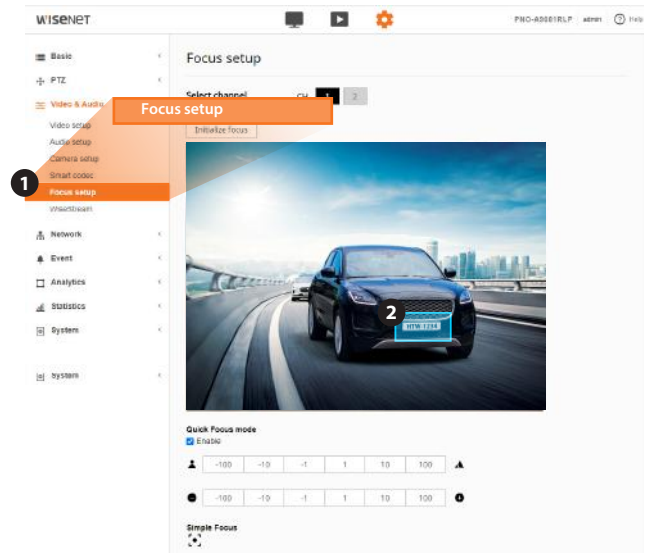 WISENET
PNO-A9081RLP admin ? Help
Basic
PTZ
Video & Audio
Video setup
Audio setup
Camera setup
Smart codec
Focus setup
WiseStream
Network
Event
Analytics
Statistics
System
System
1
Focus setup
Focus setup
Select channel CH 1 2
Initialize focus
2
HTW-1234
Quick Focus mode
Enable
-100 -10 -1 1 10 100
-100 -10 -1 1 10 100
Simple Focus